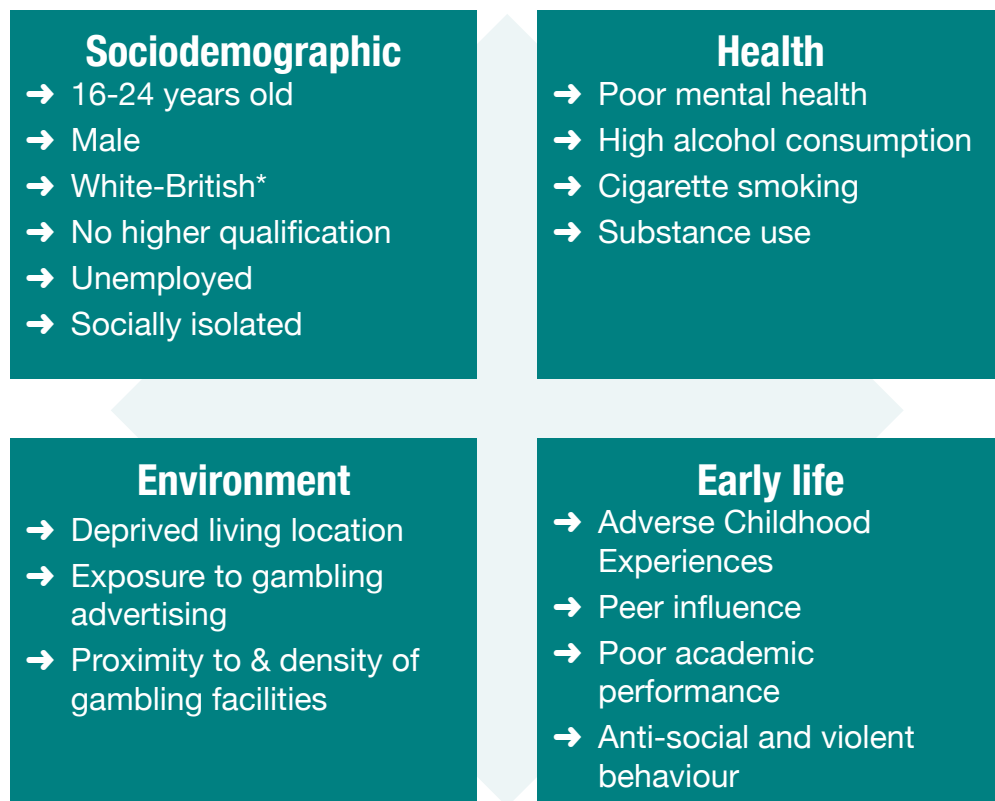 Sociodemographic
➜ 16-24 years old
➜ Male
➜ White-British*
➜ No higher qualification
➜ Unemployed
➜ Socially isolated
Health
➜ Poor mental health
➜ High alcohol consumption
➜ Cigarette smoking
➜ Substance use
Environment
➜ Deprived living location
➜ Exposure to gambling
advertising
➜ Proximity to & density of
gambling facilities
Early life
➜ Adverse Childhood
Experiences
➜ Peer influence
➜ Poor academic
performance
➜ Anti-social and violent
behaviour